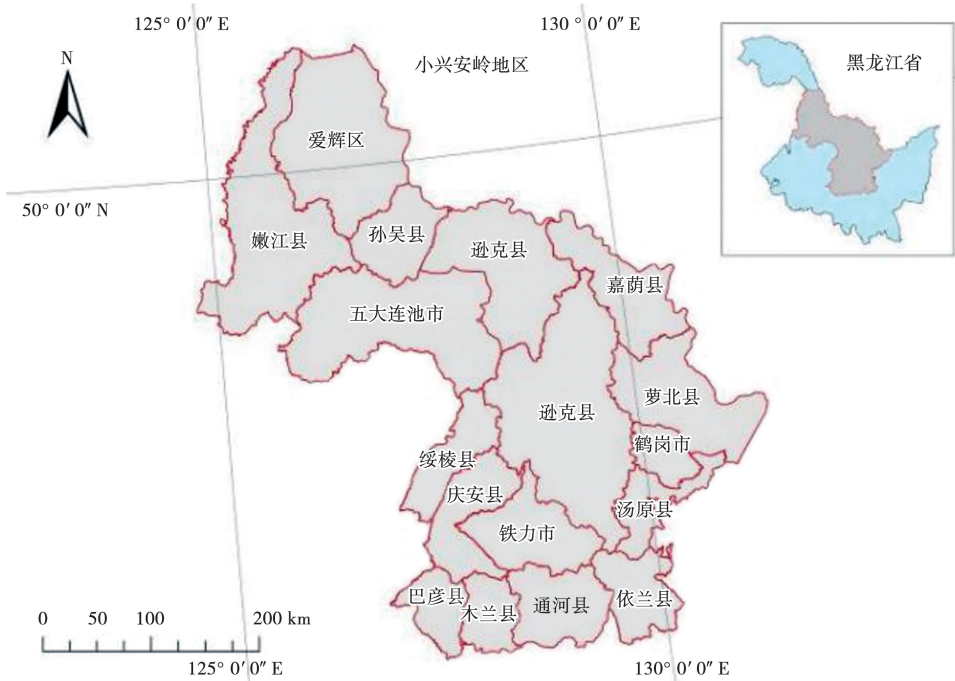 125° 0′ 0″ E
130° 0′ 0″ E
N
小兴安岭地区
黑龙江省
爱辉区
50° 0′ 0″ N
嫩江县
孙吴县
逊克县
嘉荫县
五大连池市
萝北县
逊克县
鹤岗市
绥棱县
庆安县
汤原县
铁力市
巴彦县
木兰县
通河县
依兰县
0 50 100 200 km
125° 0′ 0″ E
130° 0′ 0″ E